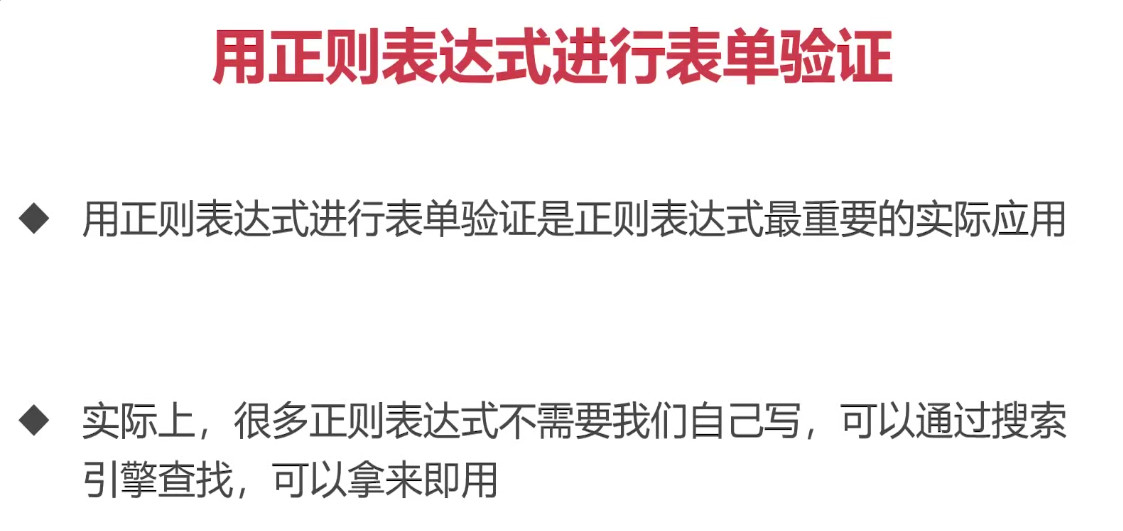 用正则表达式进行表单验证
用正则表达式进行表单验证是正则表达式最重要的实际应用
实际上，很多正则表达式不需要我们自己写，可以通过搜索
引擎查找，可以拿来即用